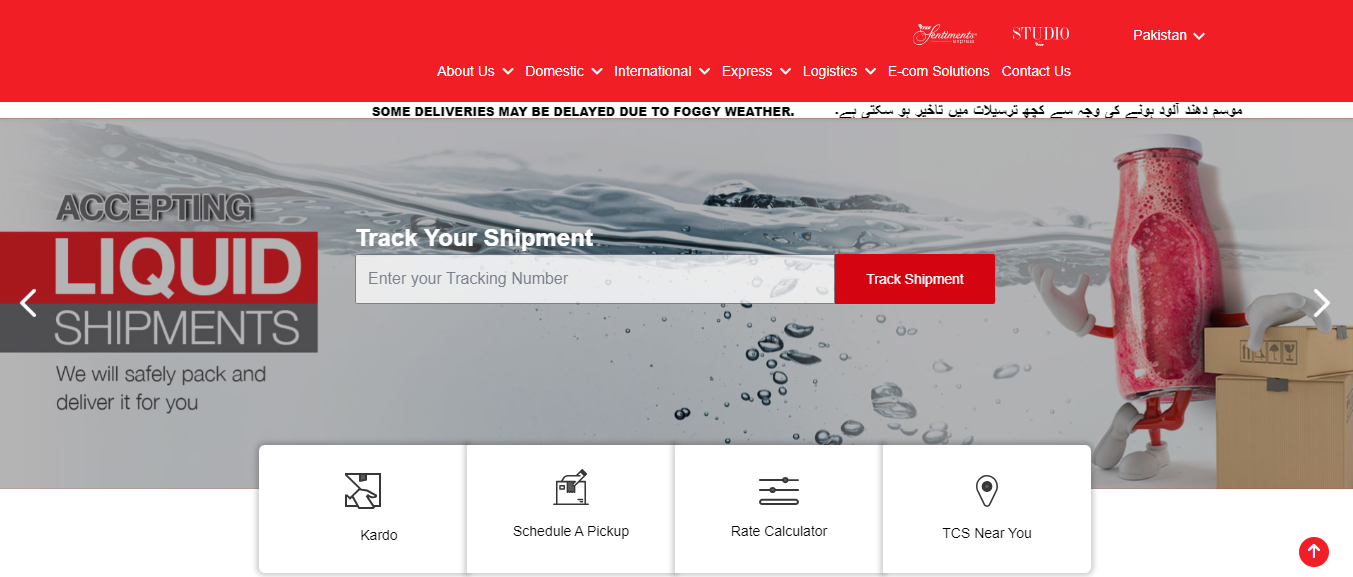 Sentiments
express
STUDIO
Pakistan
About Us
Domestic
International
Express
Logistics
E-com Solutions
Contact Us
SOME DELIVERIES MAY BE DELAYED DUE TO FOGGY WEATHER.
موسم دھند آلود ہونے کی وجہ سے کچھ ترسیلات میں تاخیر ہو سکتی ہے۔
ACCEPTING
LIQUID
SHIPMENTS
We will safely pack and
deliver it for you
Track Your Shipment
Enter your Tracking Number
Track Shipment
Kardo
Schedule A Pickup
Rate Calculator
TCS Near You